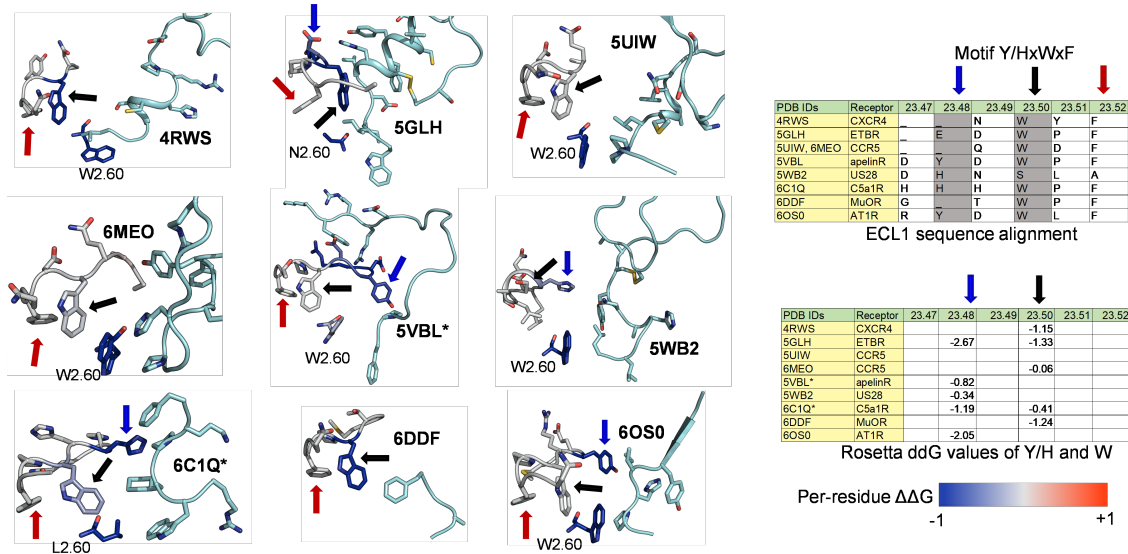 4RWS
W2.60
5GLH
N2.60
5UIW
W2.60
6MEO
W2.60
5VBL*
W2.60
5WB2
W2.60
6C1Q*
L2.60
6DDF
6OS0
W2.60
Motif Y/HxWxF
PDB IDs Receptor 23.47 23.48 23.49 23.50 23.51 23.52
4RWS CXCR4 _ _ N W Y F
5GLH ETBR _ E D W P F
5UIW, 6MEO CCR5 _ _ Q W D F
5VBL apelinR D Y D W P F
5WB2 US28 D H N S L A
6C1Q C5a1R H H H W P F
6DDF MuOR G _ T W P F
6OS0 AT1R R Y D W L F
ECL1 sequence alignment
PDB IDs Receptor 23.47 23.48 23.49 23.50 23.51 23.52
4RWS CXCR4 -1.15
5GLH ETBR -2.67 -1.33
5UIW CCR5
6MEO CCR5 -0.06
5VBL* apelinR -0.82
5WB2 US28 -0.34
6C1Q* C5a1R -1.19 -0.41
6DDF MuOR -1.24
6OS0 AT1R -2.05
Rosetta ddG values of Y/H and W
Per-residue ΔΔG
-1 +1